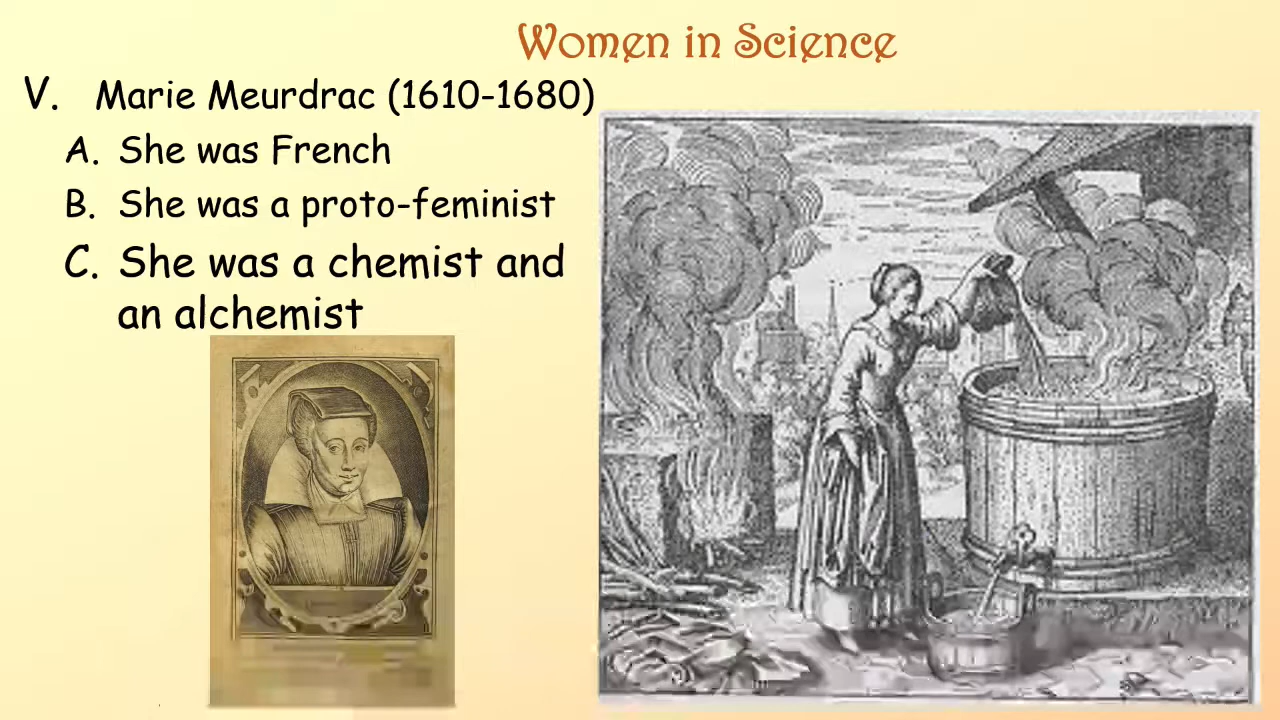 Women in Science
V. Marie Meurdrac (1610-1680)
A. She was French
B. She was a proto-feminist
C. She was a chemist and
an alchemist